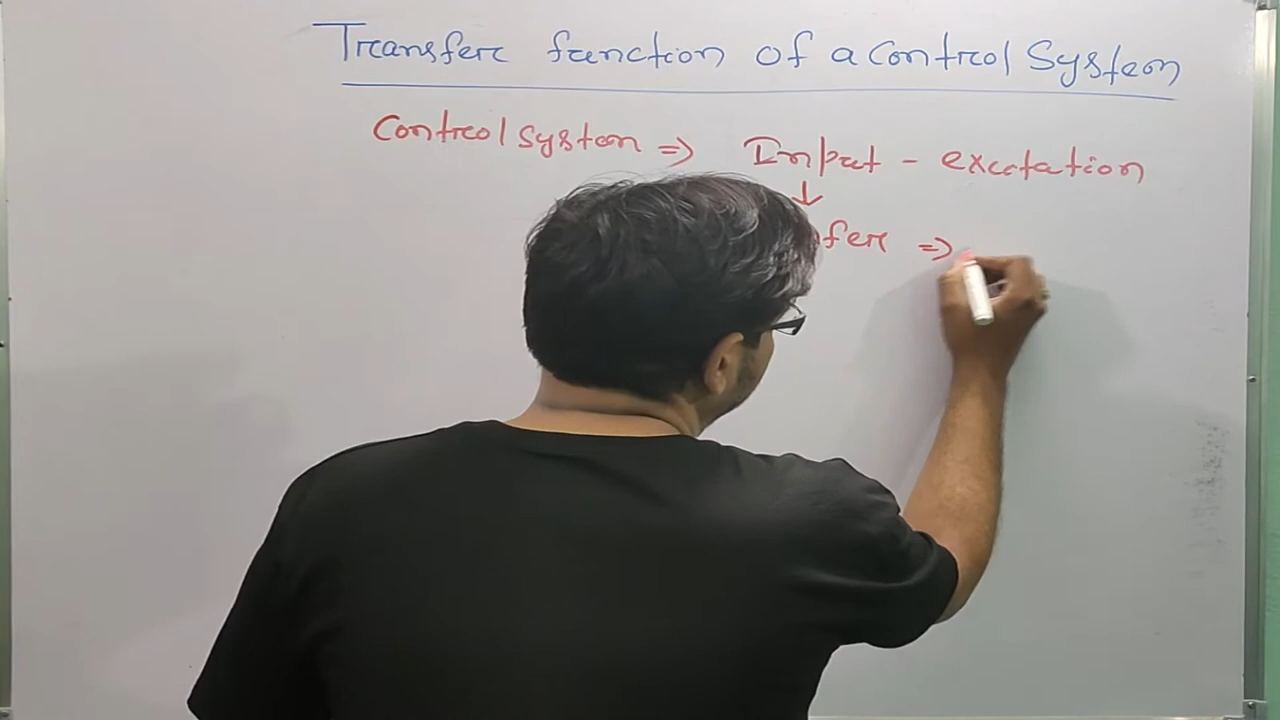 Transfer function of a Control System
Control system ⇒ Input - excitation
↓
fer ⇒